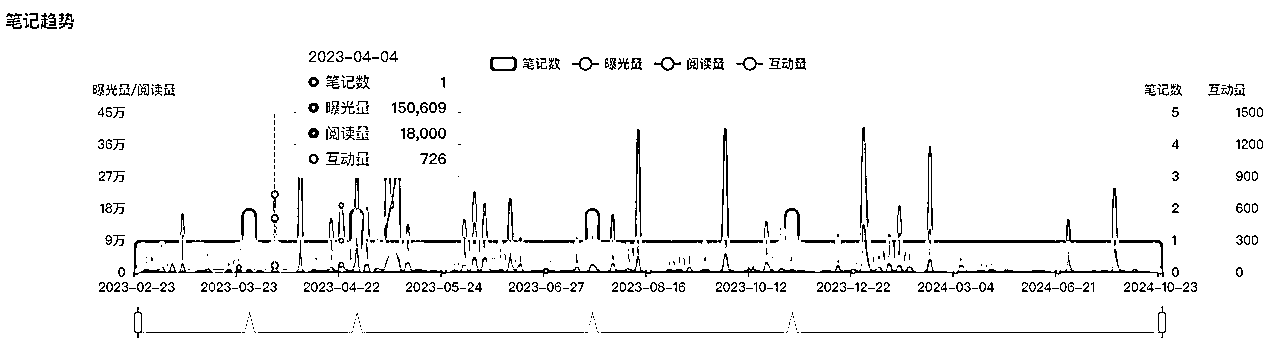 笔记趋势
2023-04-04
笔记数 1
曝光量 150,609
阅读量 18,000
互动量 726
笔记数 曝光量 阅读量 互动量
曝光量/阅读量 笔记数 互动量
45万 5 1500
36万 4 1200
27万 3 900
18万 2 600
9万 1 300
0 0 0
2023-02-23 2023-03-23 2023-04-22 2023-05-24 2023-06-27 2023-08-16 2023-10-12 2023-12-22 2024-03-04 2024-06-21 2024-10-23